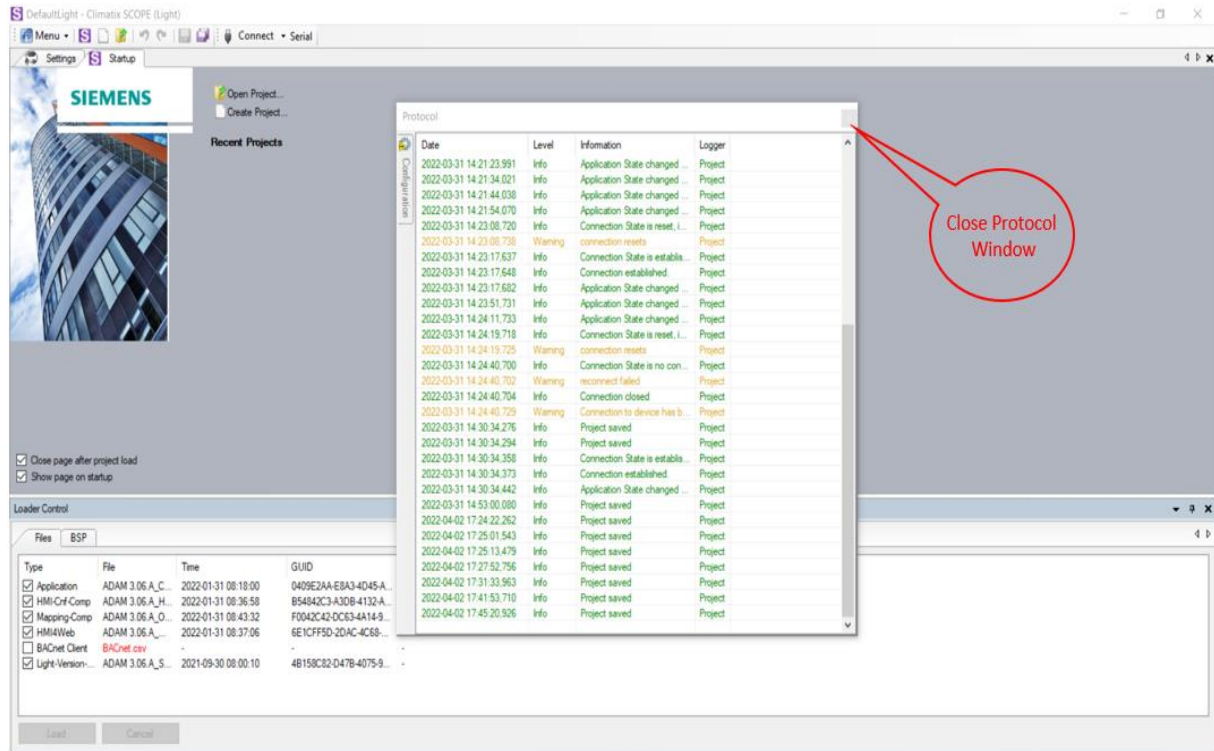 DefaultLight - Climatix SCOPE (Light)
Menu Connect Serial
Settings Startup
SIEMENS
Open Project...
Create Project...
Recent Projects
Close page after project load
Show page on startup
Protocol
Configuration
Date Level Information Logger
2022-03-31 14:21:23,991 Info Application State changed ... Project
2022-03-31 14:21:34,021 Info Application State changed ... Project
2022-03-31 14:21:44,038 Info Application State changed ... Project
2022-03-31 14:21:54,070 Info Application State changed ... Project
2022-03-31 14:23:08,720 Info Connection State is reset, i... Project
2022-03-31 14:23:08,738 Warning connection resets Project
2022-03-31 14:23:17,637 Info Connection State is establis... Project
2022-03-31 14:23:17,648 Info Connection established. Project
2022-03-31 14:23:17,682 Info Application State changed ... Project
2022-03-31 14:23:51,731 Info Application State changed ... Project
2022-03-31 14:24:11,733 Info Application State changed ... Project
2022-03-31 14:24:19,718 Info Connection State is reset, i... Project
2022-03-31 14:24:19,725 Warning connection resets Project
2022-03-31 14:24:40,700 Info Connection State is no con... Project
2022-03-31 14:24:40,702 Warning reconnect failed Project
2022-03-31 14:24:40,704 Info Connection closed Project
2022-03-31 14:24:40,729 Warning Connection to device has b... Project
2022-03-31 14:30:34,276 Info Project saved Project
2022-03-31 14:30:34,294 Info Project saved Project
2022-03-31 14:30:34,358 Info Connection State is establis... Project
2022-03-31 14:30:34,373 Info Connection established. Project
2022-03-31 14:30:34,442 Info Application State changed ... Project
2022-03-31 14:53:00,080 Info Project saved Project
2022-04-02 17:24:22,262 Info Project saved Project
2022-04-02 17:25:01,543 Info Project saved Project
2022-04-02 17:25:13,479 Info Project saved Project
2022-04-02 17:27:52,756 Info Project saved Project
2022-04-02 17:31:33,963 Info Project saved Project
2022-04-02 17:41:53,710 Info Project saved Project
2022-04-02 17:45:20,926 Info Project saved Project
Close Protocol
Window
Loader Control
Files BSP
Type File Time GUID
Application ADAM 3.06.A_C... 2022-01-31 08:18:00 0409E2AA-E8A3-4D45-A...
HMI-Cnf-Comp ADAM 3.06.A_H... 2022-01-31 08:36:58 B54842C3-A3DB-4132-A...
Mapping-Comp ADAM 3.06.A_O... 2022-01-31 08:43:32 F0042C42-DC63-4A14-9...
HMI4Web ADAM 3.06.A_... 2022-01-31 08:37:06 6E1CFF5D-2DAC-4C68-...
BACnet Client BACnet.csv - - -
Light-Version-... ADAM 3.06.A_S... 2021-09-30 08:00:10 4B158C82-D47B-4075-9... -
Load Cancel